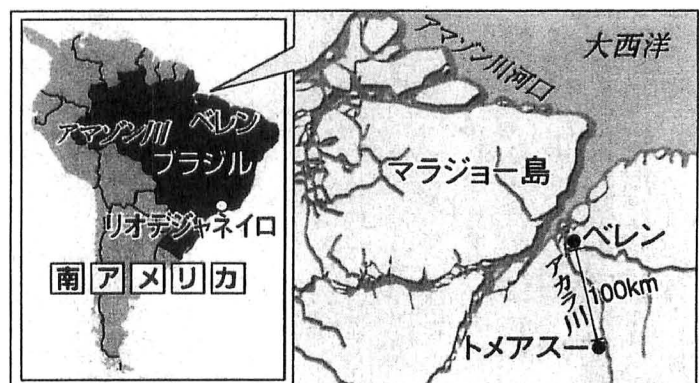 アマゾン川
ベレン
ブラジル
リオデジャネイロ
南アメリカ
アマゾン川河口
大西洋
マラジョー島
ベレン
アカラ川
100km
トメアスー